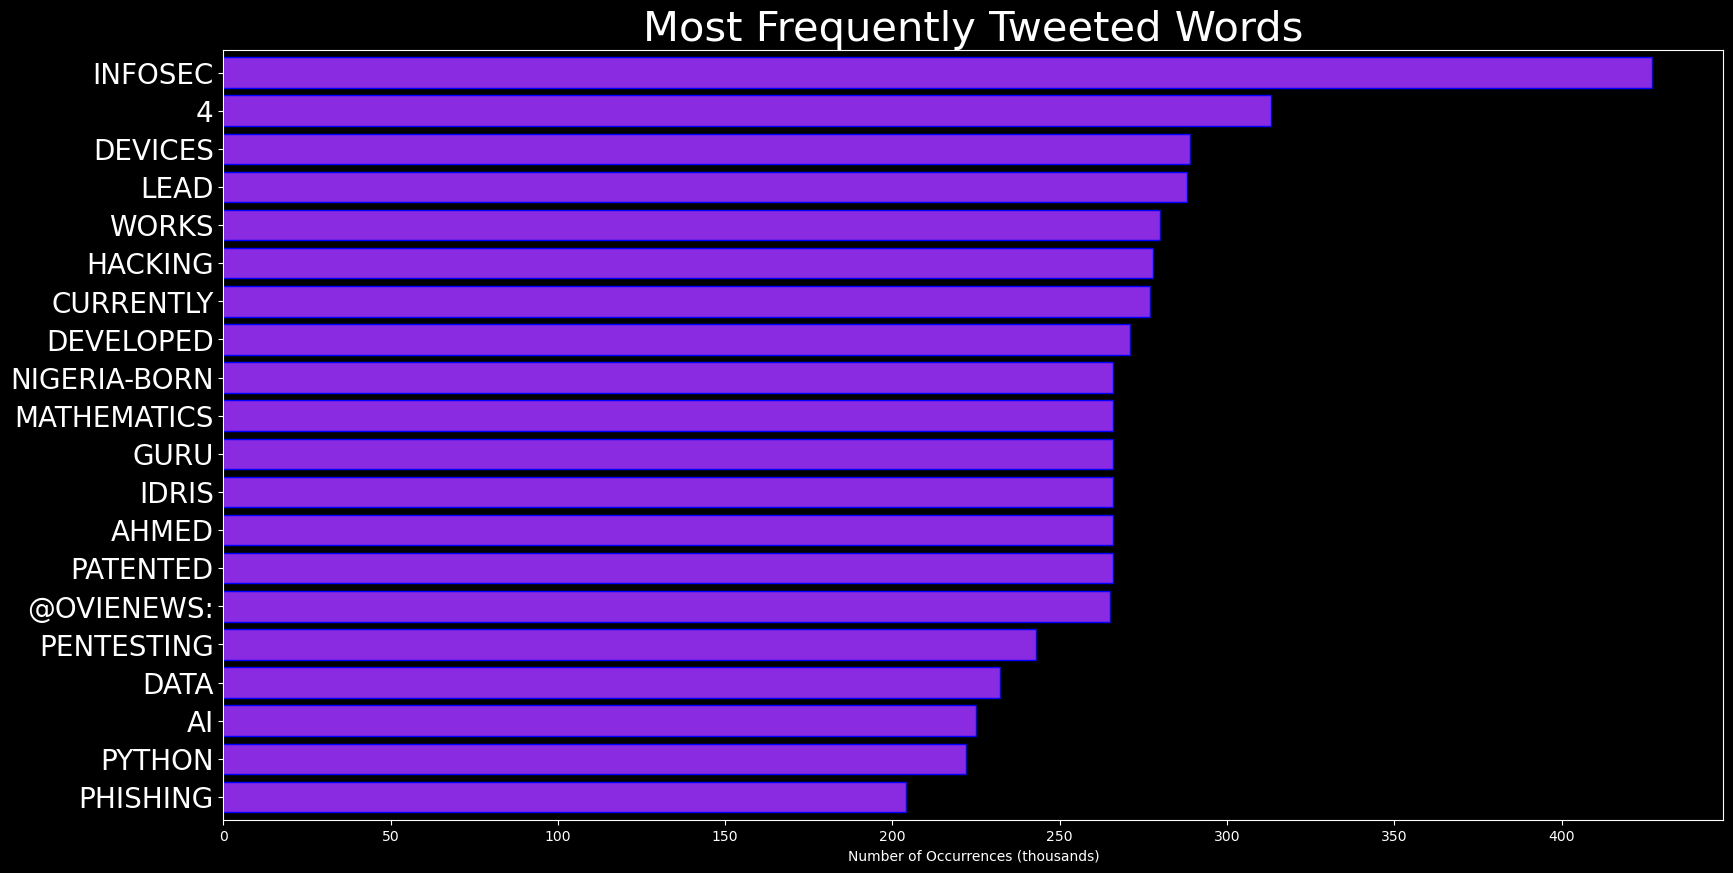 Most Frequently Tweeted Words
INFOSEC
4
DEVICES
LEAD
WORKS
HACKING
CURRENTLY
DEVELOPED
NIGERIA-BORN
MATHEMATICS
GURU
IDRIS
AHMED
PATENTED
@OVIENEWS:
PENTESTING
DATA
AI
PYTHON
PHISHING
0 50 100 150 200 250 300 350 400
Number of Occurrences (thousands)